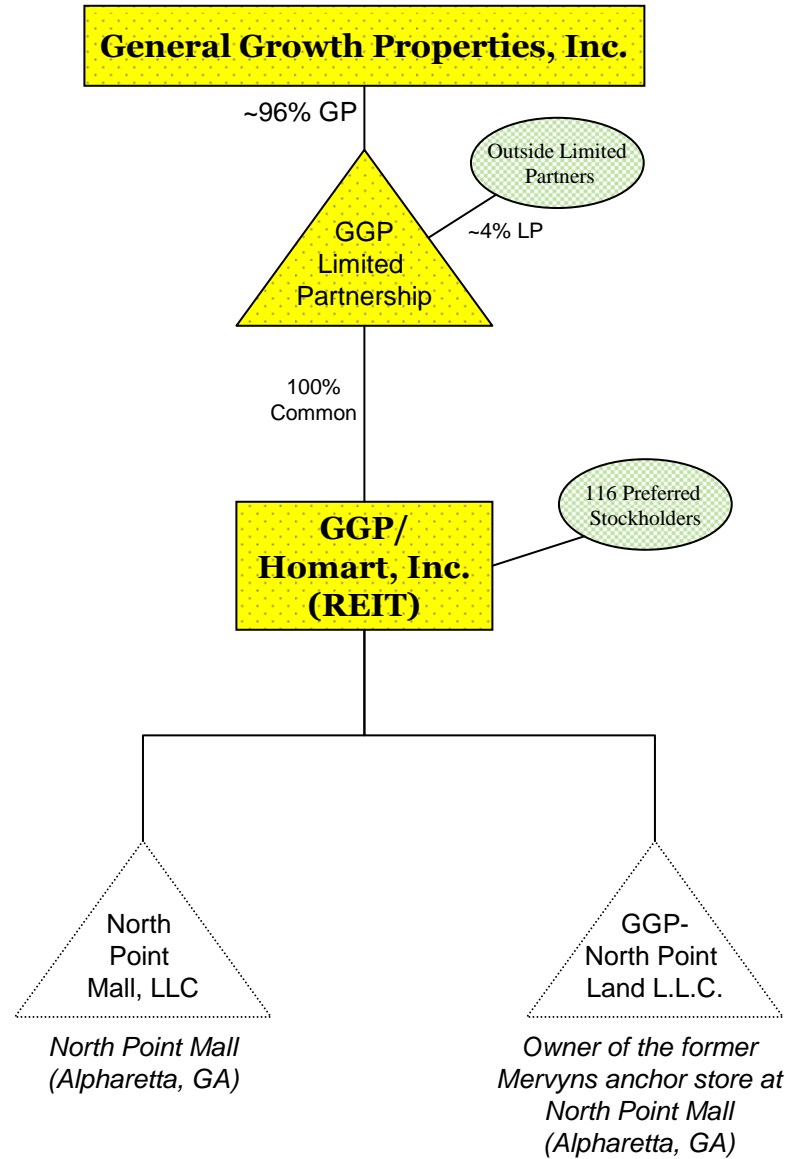 General Growth Properties, Inc.
~96% GP
Outside Limited
Partners
GGP
Limited
Partnership
~4% LP
100%
Common
116 Preferred
Stockholders
GGP/
Homart, Inc.
(REIT)
North
Point
Mall, LLC
GGP-
North Point
Land L.L.C.
North Point Mall
(Alpharetta, GA)
Owner of the former
Mervyns anchor store at
North Point Mall
(Alpharetta, GA)